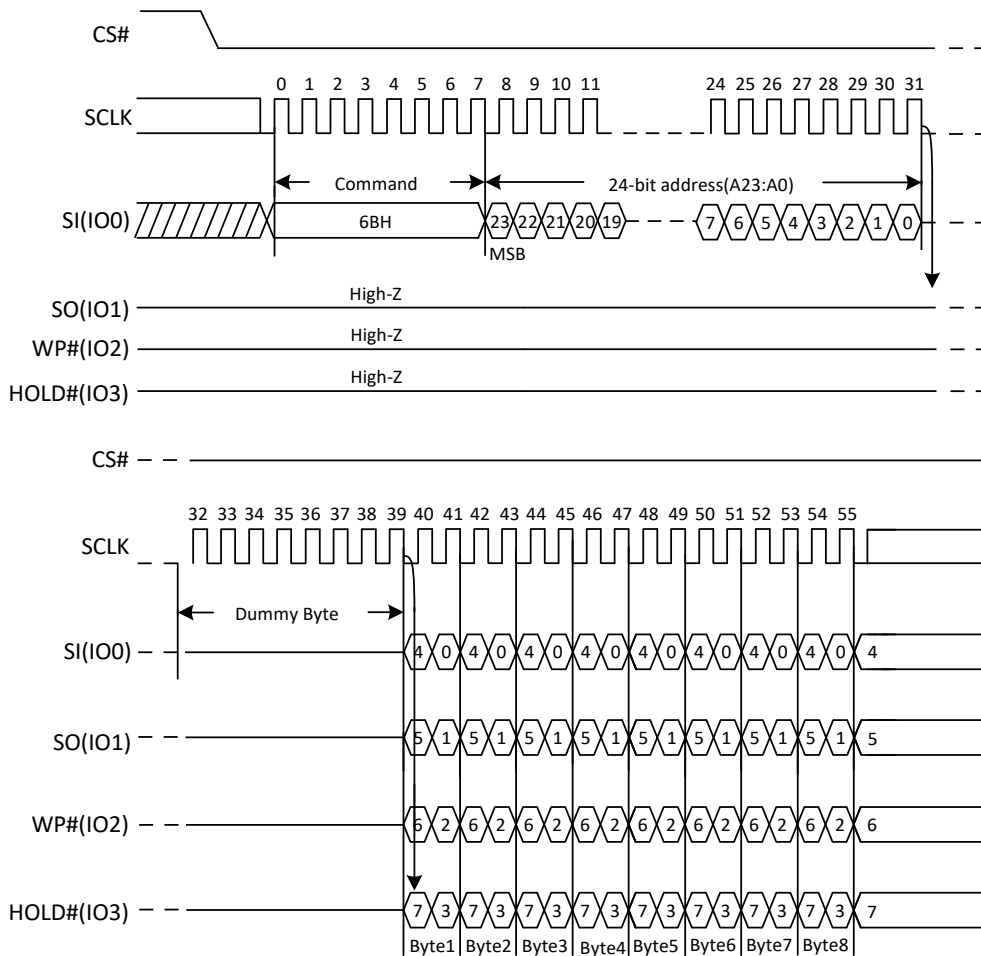 CS#
0 1 2 3 4 5 6 7 8 9 10 11 24 25 26 27 28 29 30 31
SCLK
Command 24-bit address(A23:A0)
SI(IO0) 6BH 23 22 21 20 19 7 6 5 4 3 2 1 0
MSB
SO(IO1) High-Z
WP#(IO2) High-Z
HOLD#(IO3) High-Z
CS#
32 33 34 35 36 37 38 39 40 41 42 43 44 45 46 47 48 49 50 51 52 53 54 55
SCLK
Dummy Byte
SI(IO0) 4 0 4 0 4 0 4 0 4 0 4 0 4 0 4 0 4
SO(IO1) 5 1 5 1 5 1 5 1 5 1 5 1 5 1 5 1 5
WP#(IO2) 6 2 6 2 6 2 6 2 6 2 6 2 6 2 6 2 6
HOLD#(IO3) 7 3 7 3 7 3 7 3 7 3 7 3 7 3 7 3 7
Byte1 Byte2 Byte3 Byte4 Byte5 Byte6 Byte7 Byte8